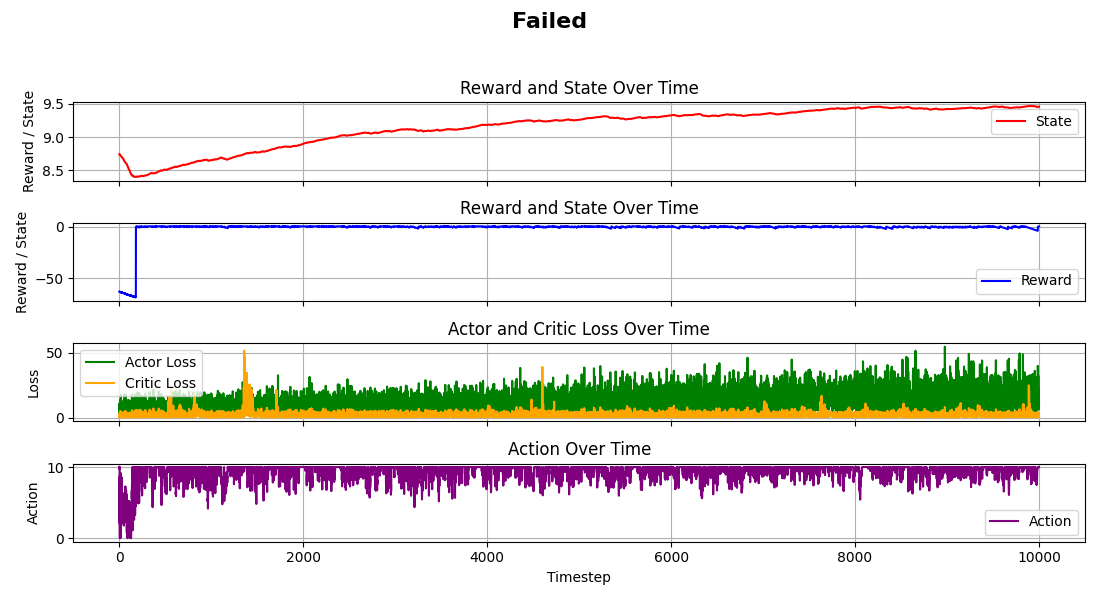 Failed
Reward and State Over Time
Reward / State
9.5
9.0
8.5
State
Reward and State Over Time
Reward / State
0
−50
Reward
Actor and Critic Loss Over Time
Loss
50
0
Actor Loss
Critic Loss
Action Over Time
Action
10
0
Action
0 2000 4000 6000 8000 10000
Timestep